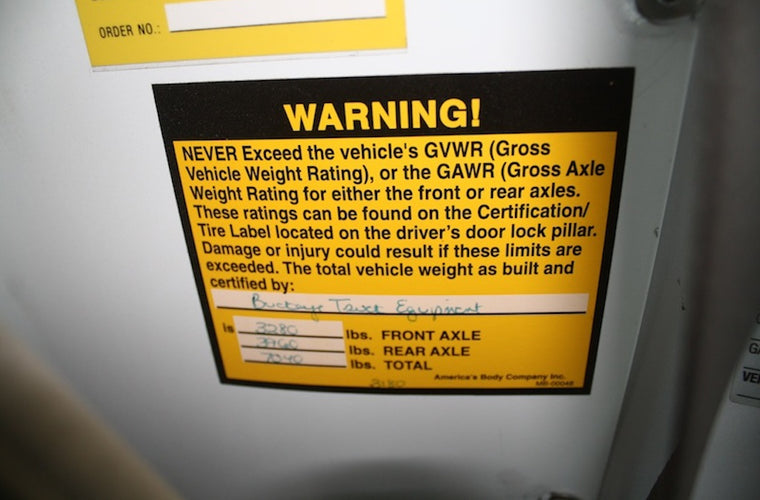 ORDER NO.:
WARNING!
NEVER Exceed the vehicle's GVWR (Gross
Vehicle Weight Rating), or the GAWR (Gross Axle
Weight Rating for either the front or rear axles.
These ratings can be found on the Certification/
Tire Label located on the driver's door lock pillar.
Damage or injury could result if these limits are
exceeded. The total vehicle weight as built and
certified by:
Buckeye Truck Equipment
is 3280 lbs. FRONT AXLE
lbs. REAR AXLE
7040 lbs. TOTAL
America's Body Company Inc.
MB-00048